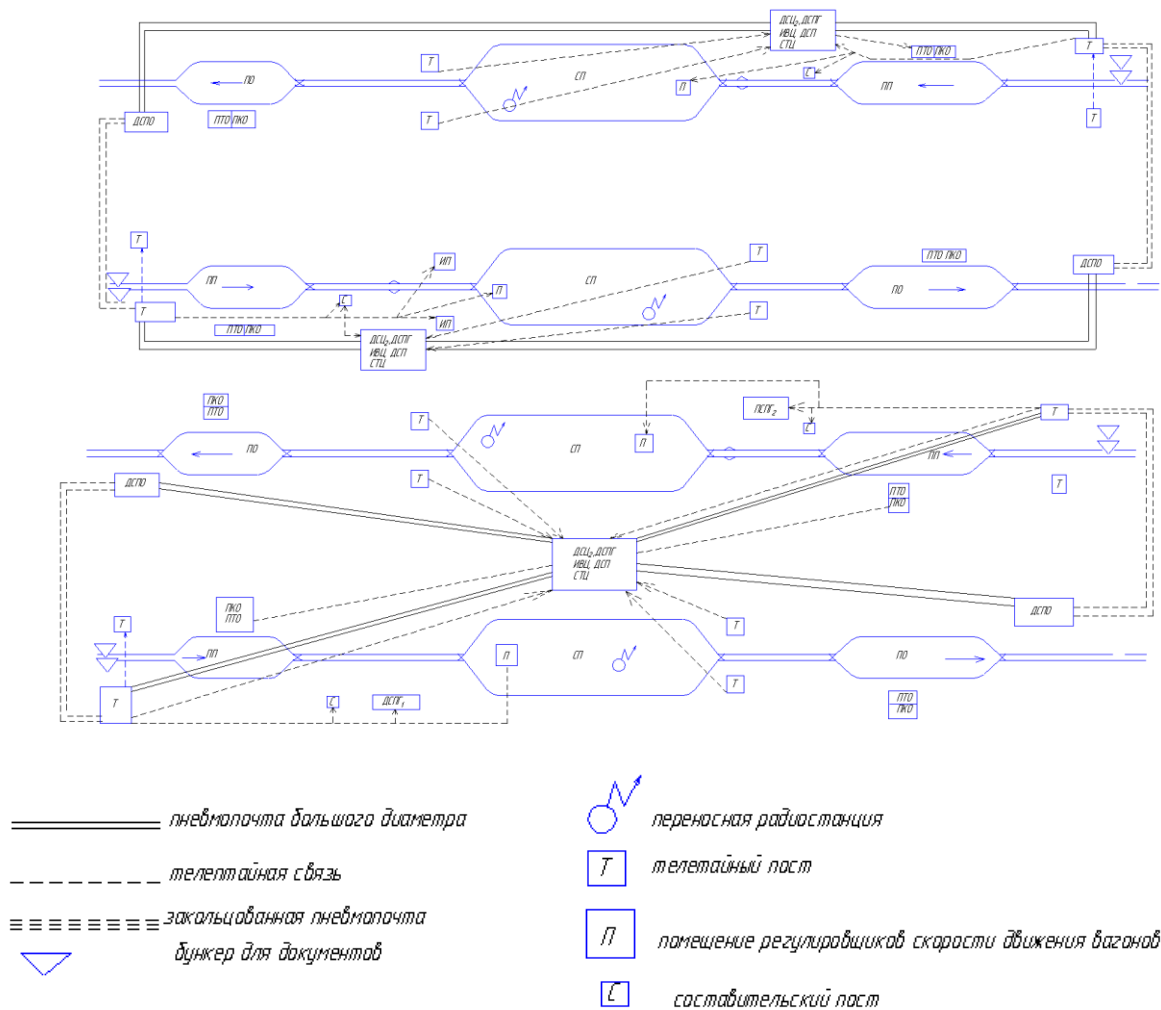 ДСЦ₂, ДСПГ
ИВЦ, ДСП
СТЦ
Т
ПТО ПКО
Т
ПО
СП
П
С
ПП
ДСПО
ПТО ПКО
Т
Т
Т
ПТО ПКО
Т
ИП
ДСПО
ПП
СП
П
ПО
С
Т
ПТО ПКО
ИП
Т
ДСЦ₂, ДСПГ
ИВЦ, ДСП
СТЦ
ПКО
ПТО
Т
ПСПГ₂
Т
С
ПО
СП
П
ПП
ДСПО
Т
Т
ПТО
ПКО
ДСЦ₂, ДСПГ
ИВЦ, ДСП
СТЦ
ПКО
ПТО
Т
Т
ДСПО
ПП
П
СП
ПО
Т
Т
С
ДСПГ₁
ПТО
ПКО
пневмопочта большого диаметра
переносная радиостанция
телептайная связь
Т
телетайный пост
закольцованная пневмопочта
бункер для документов
П
помещение регулировщиков скорости движения вагонов
С
составительский пост